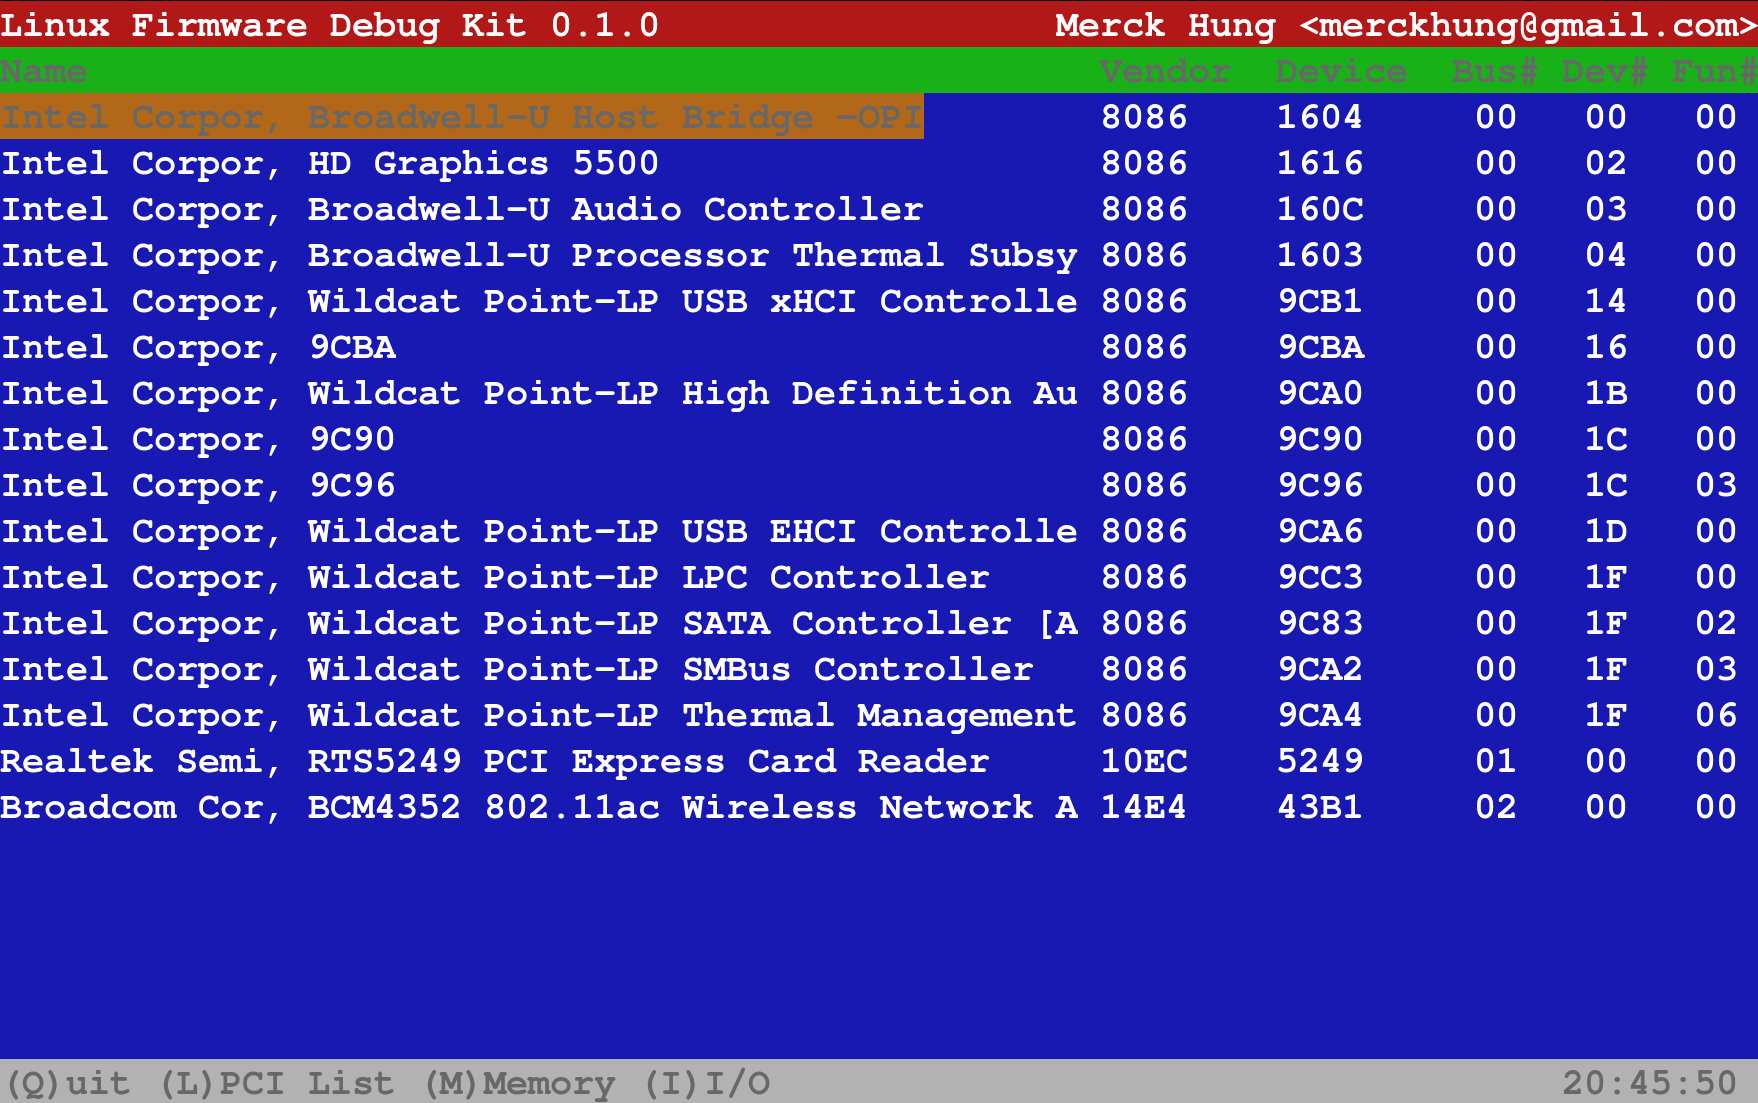 Linux Firmware Debug Kit 0.1.0 Merck Hung <merckhung@gmail.com>
Name Vendor Device Bus# Dev# Fun#
Intel Corpor, Broadwell-U Host Bridge -OPI 8086 1604 00 00 00
Intel Corpor, HD Graphics 5500 8086 1616 00 02 00
Intel Corpor, Broadwell-U Audio Controller 8086 160C 00 03 00
Intel Corpor, Broadwell-U Processor Thermal Subsy 8086 1603 00 04 00
Intel Corpor, Wildcat Point-LP USB xHCI Controlle 8086 9CB1 00 14 00
Intel Corpor, 9CBA 8086 9CBA 00 16 00
Intel Corpor, Wildcat Point-LP High Definition Au 8086 9CA0 00 1B 00
Intel Corpor, 9C90 8086 9C90 00 1C 00
Intel Corpor, 9C96 8086 9C96 00 1C 03
Intel Corpor, Wildcat Point-LP USB EHCI Controlle 8086 9CA6 00 1D 00
Intel Corpor, Wildcat Point-LP LPC Controller 8086 9CC3 00 1F 00
Intel Corpor, Wildcat Point-LP SATA Controller [A 8086 9C83 00 1F 02
Intel Corpor, Wildcat Point-LP SMBus Controller 8086 9CA2 00 1F 03
Intel Corpor, Wildcat Point-LP Thermal Management 8086 9CA4 00 1F 06
Realtek Semi, RTS5249 PCI Express Card Reader 10EC 5249 01 00 00
Broadcom Cor, BCM4352 802.11ac Wireless Network A 14E4 43B1 02 00 00
(Q)uit (L)PCI List (M)Memory (I)I/O 20:45:50